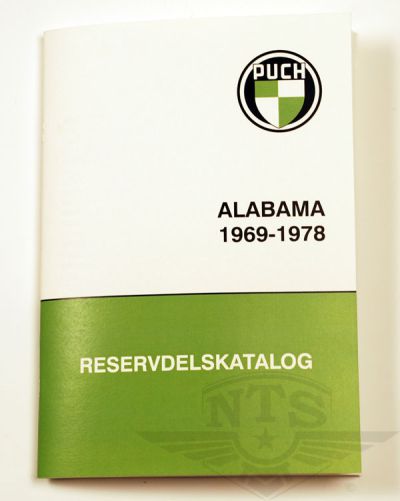 PUCH
ALABAMA
1969-1978
RESERVDELSKATALOG
NTS